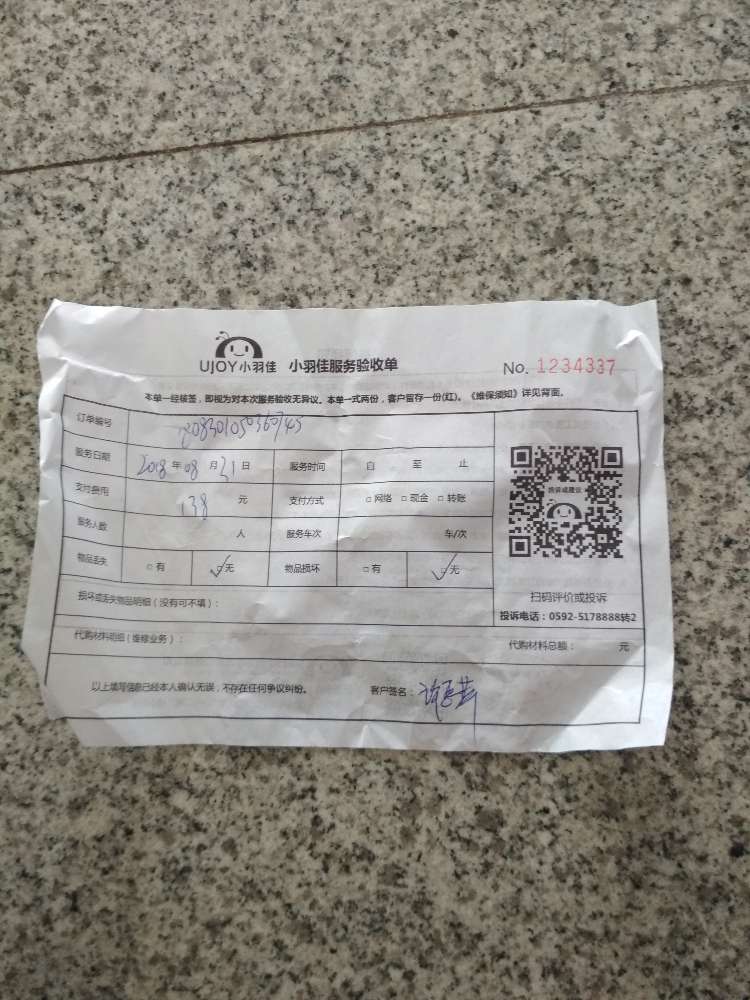 UJOY小羽佳 小羽佳服务验收单 No. 1234337
本单一经核签，即视为对本次服务验收无异议。本单一式两份，客户留存一份(红)。《维保须知》详见背面。
订单编号
服务日期 2018 年 08 月 31 日 服务时间 自 至 止
支付费用 138 元 支付方式 □网络 □现金 □转账
服务人数 人 服务车次 车/次
物品丢失 □有 □无 物品损坏 □有 □无
投诉或建议
扫码评价或投诉
投诉电话：0592-5178888转2
损坏或丢失物品明细（没有可不填）：
代购材料明细（维修业务）： 代购材料总额： 元
以上填写信息已经本人确认无误，不存在任何争议纠纷。 客户签名：